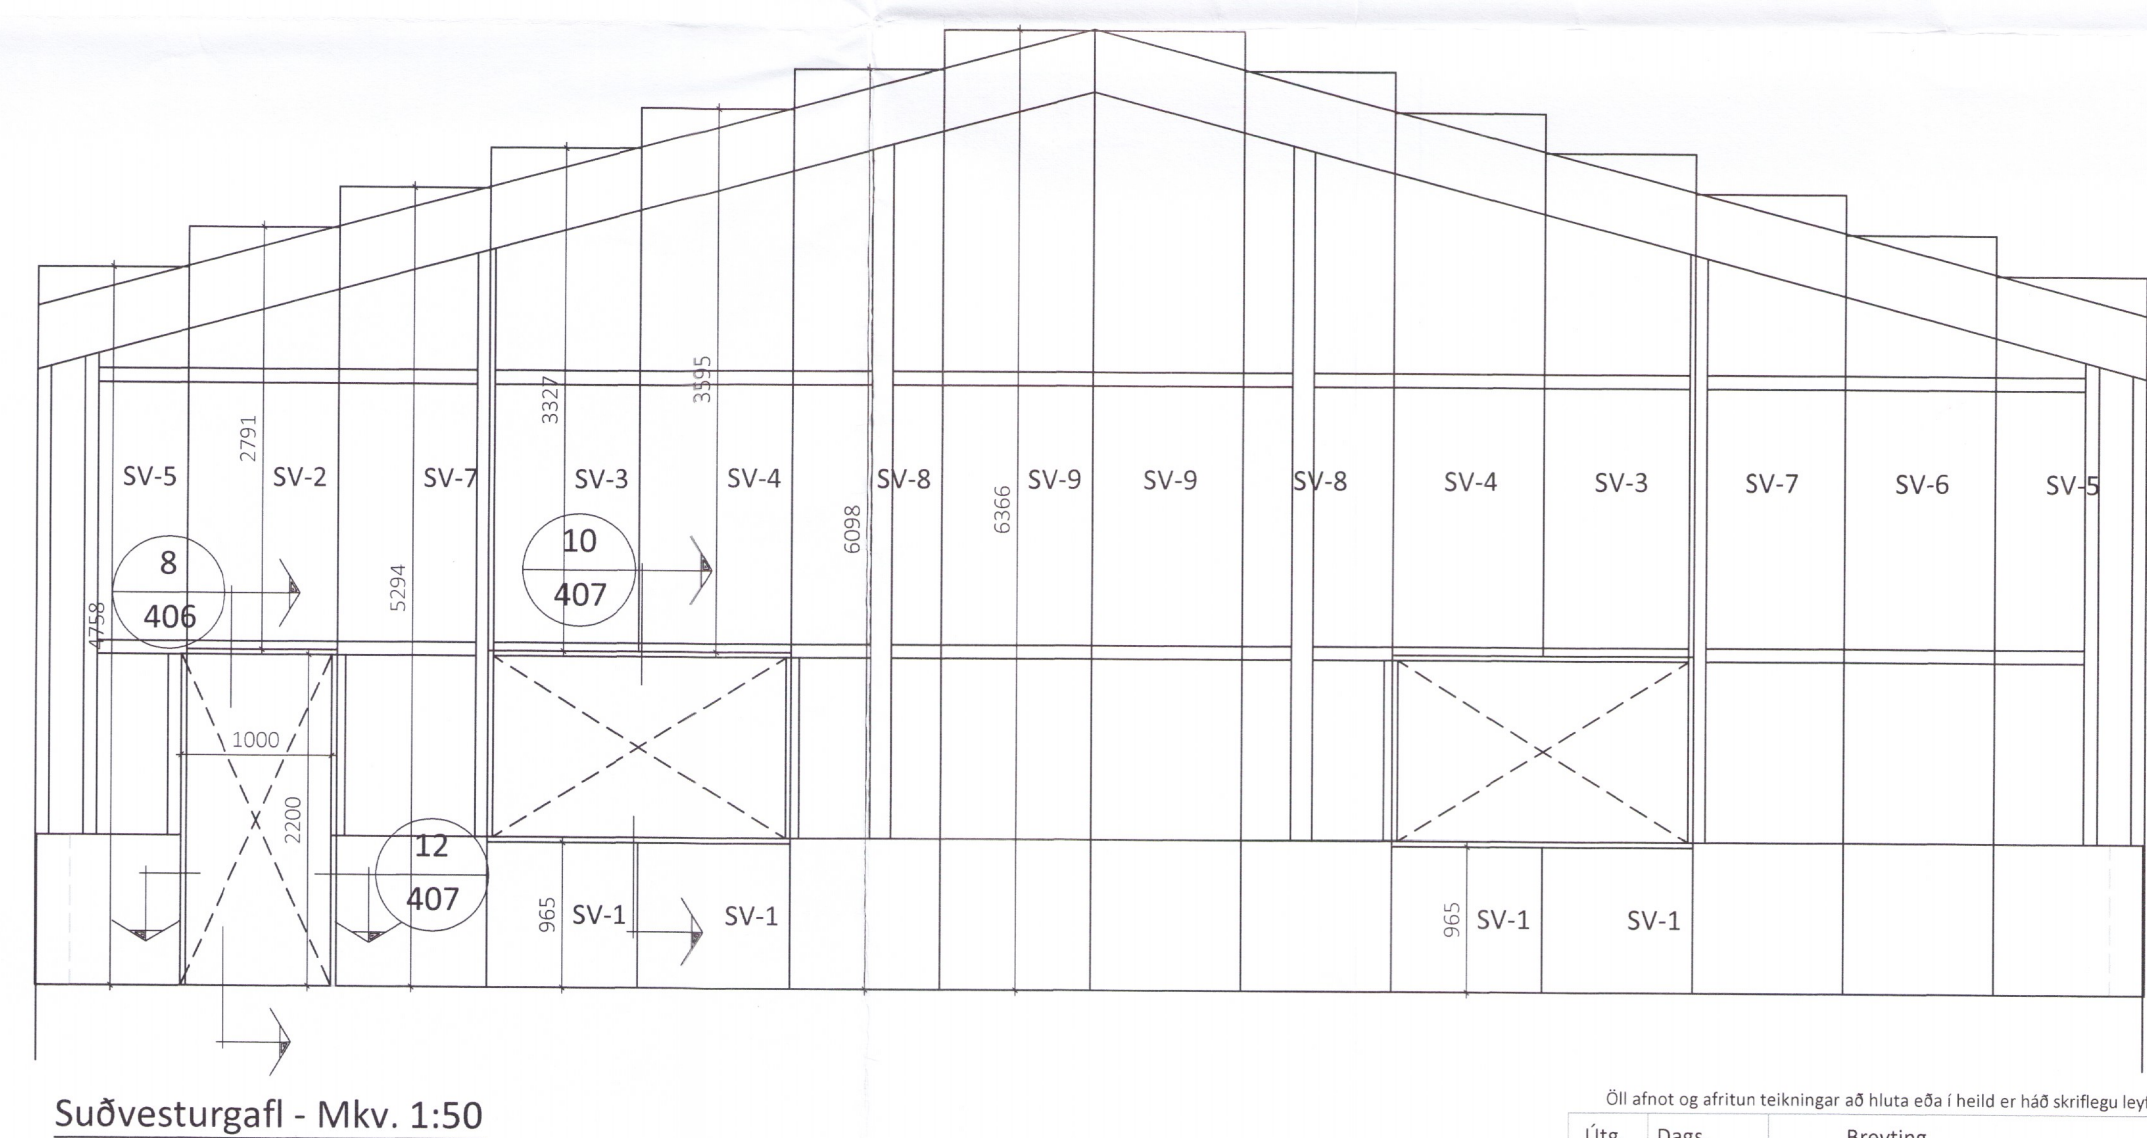 3595
3327
2791
SV-5
SV-2
SV-7
SV-3
SV-4
SV-8
SV-9
SV-9
SV-8
SV-4
SV-3
SV-7
SV-6
SV-5
6366
6098
8
406
10
407
5294
4758
1000
2200
12
407
965
SV-1
SV-1
965
SV-1
SV-1
Suðvesturgafl - Mkv. 1:50
Öll afnot og afritun teikningar að hluta eða í heild er háð skriflegu
Útg. Dags. Breyting